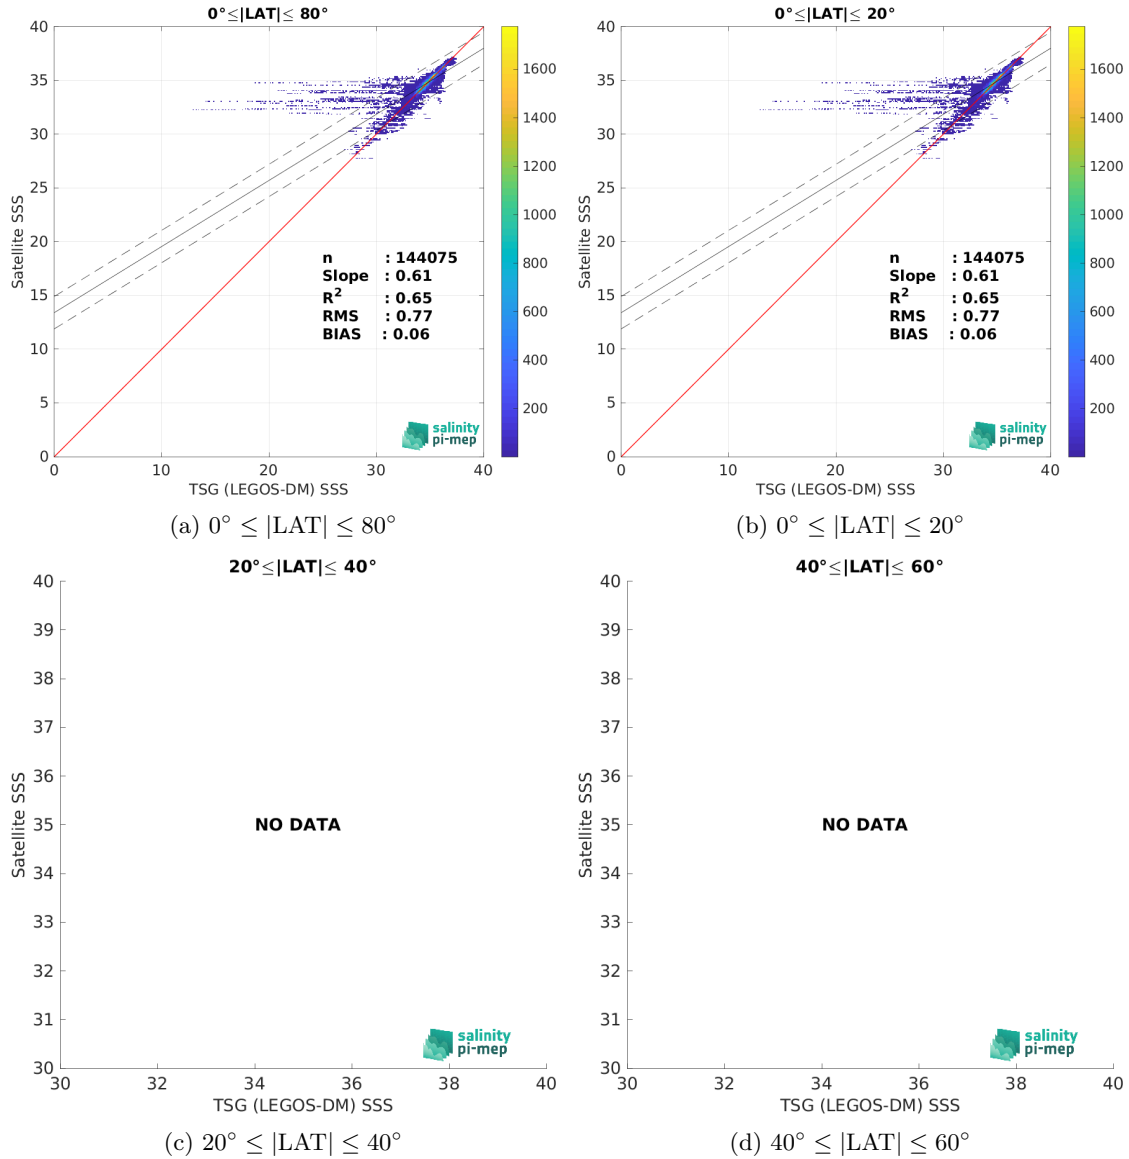 0°≤|LAT|≤ 80°
40
35
30
25
20
15
10
5
0
Satellite SSS
n : 144075
Slope : 0.61
R² : 0.65
RMS : 0.77
BIAS : 0.06
salinity
pi-mep
0 10 20 30 40
TSG (LEGOS-DM) SSS
1600
1400
1200
1000
800
600
400
200
(a) 0° ≤ |LAT| ≤ 80°
0°≤|LAT|≤ 20°
40
35
30
25
20
15
10
5
0
Satellite SSS
n : 144075
Slope : 0.61
R² : 0.65
RMS : 0.77
BIAS : 0.06
salinity
pi-mep
0 10 20 30 40
TSG (LEGOS-DM) SSS
1600
1400
1200
1000
800
600
400
200
(b) 0° ≤ |LAT| ≤ 20°
20°≤|LAT|≤ 40°
40
39
38
37
36
35
34
33
32
31
30
Satellite SSS
NO DATA
salinity
pi-mep
30 32 34 36 38 40
TSG (LEGOS-DM) SSS
(c) 20° ≤ |LAT| ≤ 40°
40°≤|LAT|≤ 60°
40
39
38
37
36
35
34
33
32
31
30
Satellite SSS
NO DATA
salinity
pi-mep
30 32 34 36 38 40
TSG (LEGOS-DM) SSS
(d) 40° ≤ |LAT| ≤ 60°